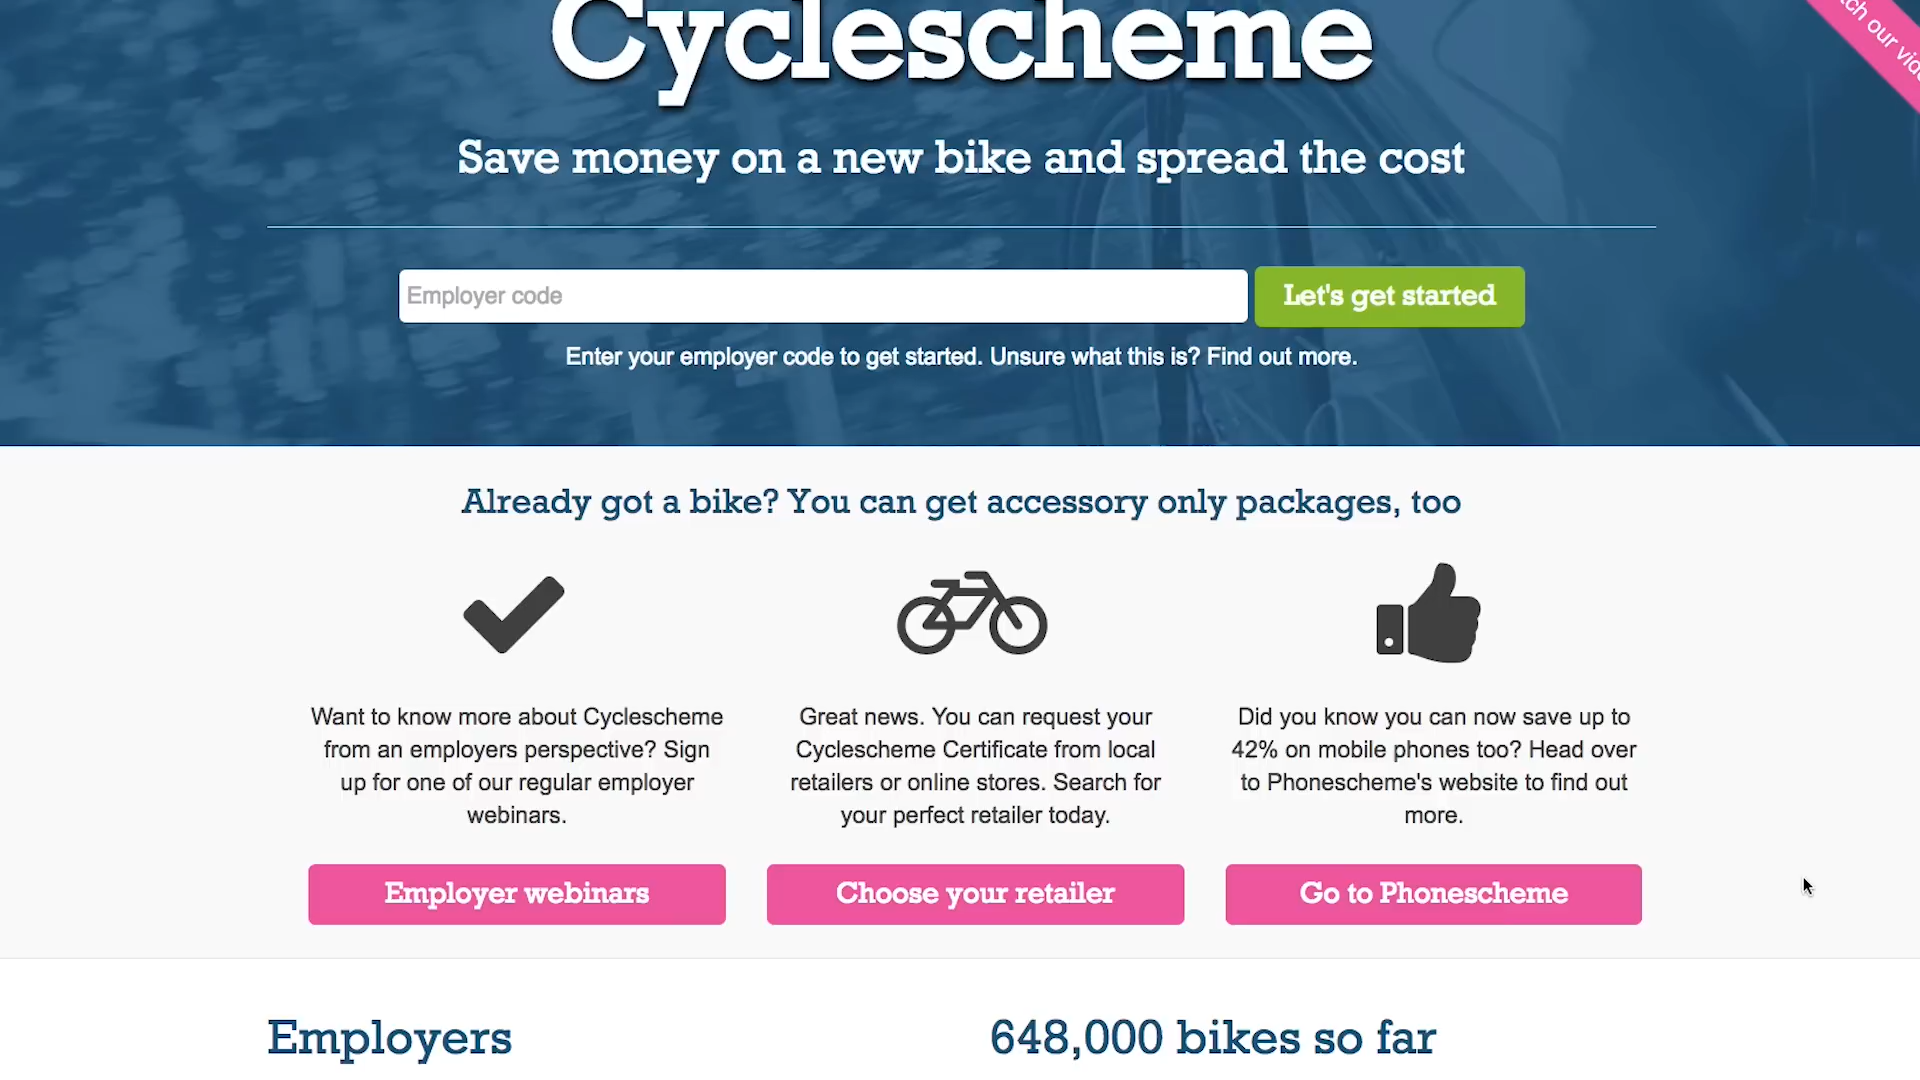 Cyclescheme
our
Save money on a new bike and spread the cost
Employer code
Let's get started
Enter your employer code to get started. Unsure what this is? Find out more.
Already got a bike? You can get accessory only packages, too
Want to know more about Cyclescheme
from an employers perspective? Sign
up for one of our regular employer
webinars.
Great news. You can request your
Cyclescheme Certificate from local
retailers or online stores. Search for
your perfect retailer today.
Did you know you can now save up to
42% on mobile phones too? Head over
to Phonescheme's website to find out
more.
Employer webinars
Choose your retailer
Go to Phonescheme
Employers
648,000 bikes so far